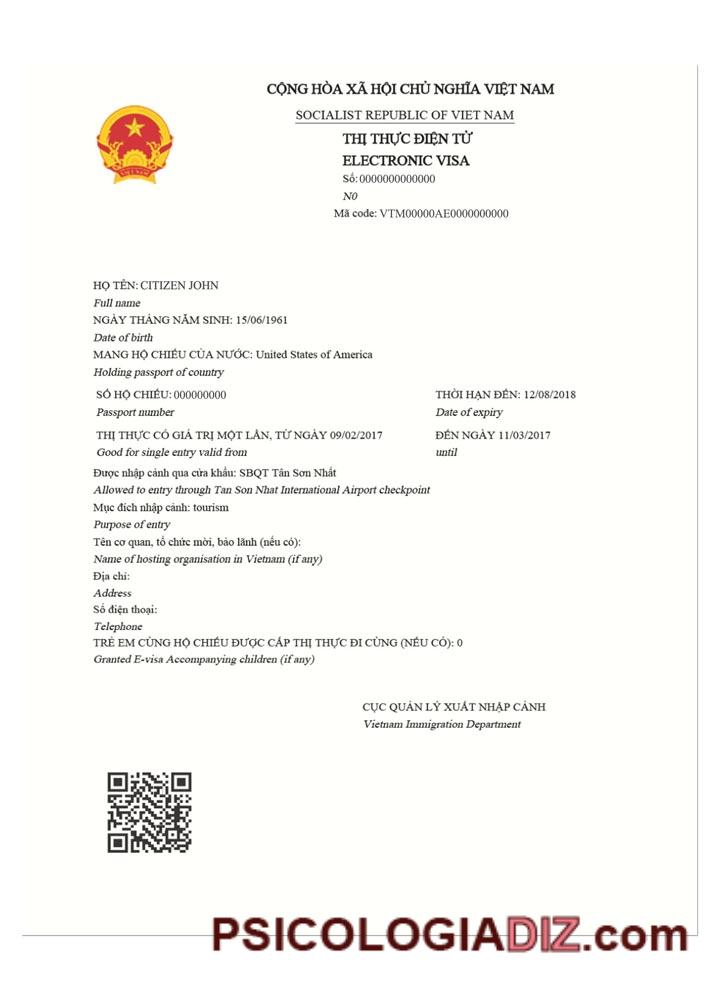 CỘNG HÒA XÃ HỘI CHỦ NGHĨA VIỆT NAM
SOCIALIST REPUBLIC OF VIET NAM
THỊ THỰC ĐIỆN TỬ
ELECTRONIC VISA
Số: 0000000000000
N0
Mã code: VTM00000AE0000000000
VIỆT NAM
HỌ TÊN: CITIZEN JOHN
Full name
NGÀY THÁNG NĂM SINH: 15/06/1961
Date of birth
MANG HỘ CHIẾU CỦA NƯỚC: United States of America
Holding passport of country
SỐ HỘ CHIẾU: 000000000 THỜI HẠN ĐẾN: 12/08/2018
Passport number Date of expiry
THỊ THỰC CÓ GIÁ TRỊ MỘT LẦN, TỪ NGÀY 09/02/2017 ĐẾN NGÀY 11/03/2017
Good for single entry valid from until
Được nhập cảnh qua cửa khẩu: SBQT Tân Sơn Nhất
Allowed to entry through Tan Son Nhat International Airport checkpoint
Mục đích nhập cảnh: tourism
Purpose of entry
Tên cơ quan, tổ chức mời, bảo lãnh (nếu có):
Name of hosting organisation in Vietnam (if any)
Địa chỉ:
Address
Số điện thoại:
Telephone
TRẺ EM CÙNG HỘ CHIẾU ĐƯỢC CẤP THỊ THỰC ĐI CÙNG (NẾU CÓ): 0
Granted E-visa Accompanying children (if any)
CỤC QUẢN LÝ XUẤT NHẬP CẢNH
Vietnam Immigration Department
PSICOLOGIADIZ.com